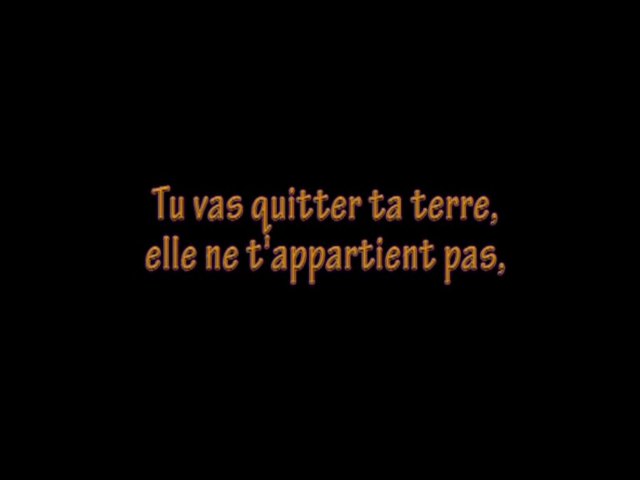 Tu vas quitter ta terre,
elle ne t'appartient pas,